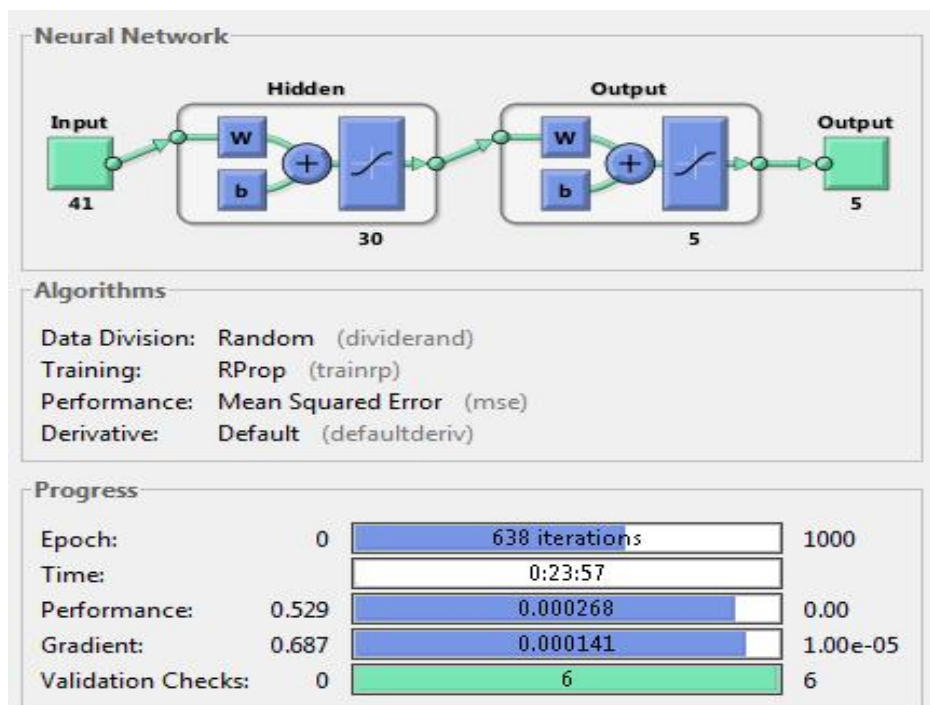 Neural Network
Hidden Output
Input Output
W W
+ +
b b
41 5
30 5
Algorithms
Data Division: Random (dividerand)
Training: RProp (trainrp)
Performance: Mean Squared Error (mse)
Derivative: Default (defaultderiv)
Progress
Epoch: 0 638 iterations 1000
Time: 0:23:57
Performance: 0.529 0.000268 0.00
Gradient: 0.687 0.000141 1.00e-05
Validation Checks: 0 6 6